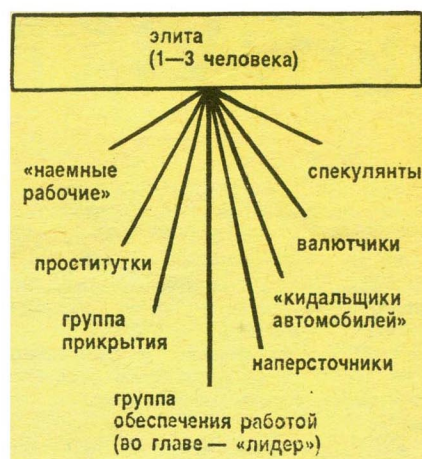 элита
(1—3 человека)
«наемные
рабочие»
спекулянты
проститутки
валютчики
группа
прикрытия
«кидальщики
автомобилей»
наперсточники
группа
обеспечения работой
(во главе — «лидер»)